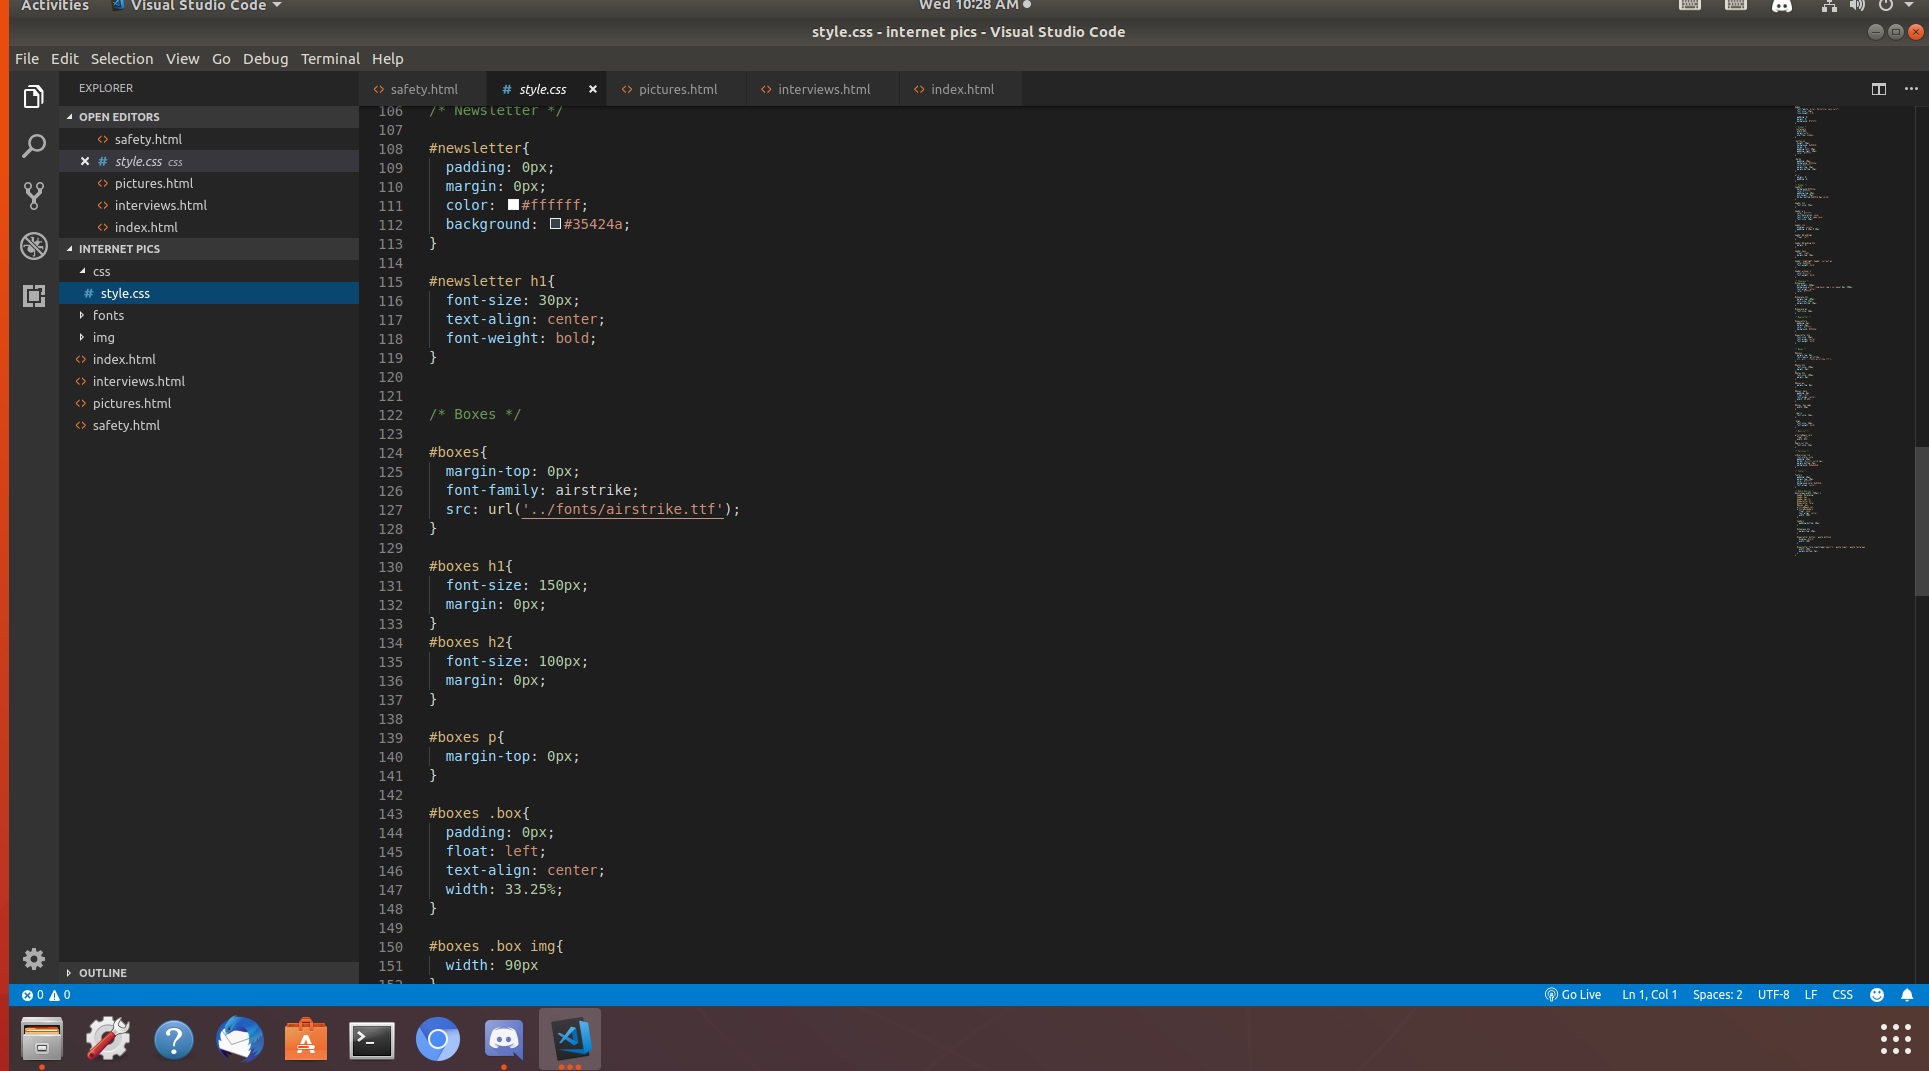 Activities
Visual Studio Code
Wed 10:28 AM
style.css - internet pics - Visual Studio Code
File Edit Selection View Go Debug Terminal Help
EXPLORER
OPEN EDITORS
safety.html
style.css css
pictures.html
interviews.html
index.html
INTERNET PICS
css
# style.css
fonts
img
index.html
interviews.html
pictures.html
safety.html
OUTLINE
safety.html
# style.css
pictures.html
interviews.html
index.html
106 /* Newsletter */
107
108 #newsletter{
109 padding: 0px;
110 margin: 0px;
111 color: #ffffff;
112 background: #35424a;
113 }
114
115 #newsletter h1{
116 font-size: 30px;
117 text-align: center;
118 font-weight: bold;
119 }
120
121
122 /* Boxes */
123
124 #boxes{
125 margin-top: 0px;
126 font-family: airstrike;
127 src: url('../fonts/airstrike.ttf');
128 }
129
130 #boxes h1{
131 font-size: 150px;
132 margin: 0px;
133 }
134 #boxes h2{
135 font-size: 100px;
136 margin: 0px;
137 }
138
139 #boxes p{
140 margin-top: 0px;
141 }
142
143 #boxes .box{
144 padding: 0px;
145 float: left;
146 text-align: center;
147 width: 33.25%;
148 }
149
150 #boxes .box img{
151 width: 90px
152 }
0 0
Go Live Ln 1, Col 1 Spaces: 2 UTF-8 LF CSS